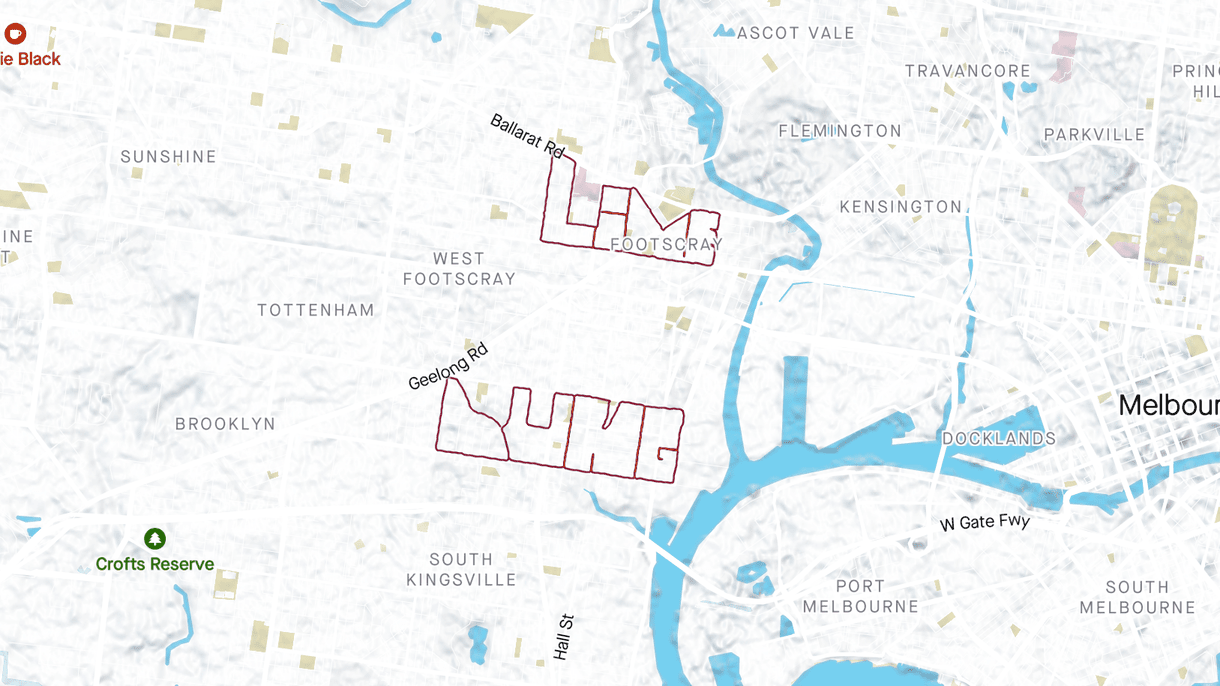 ASCOT VALE
ie Black
TRAVANCORE
PRINC
HIL
Ballarat Rd
FLEMINGTON
PARKVILLE
SUNSHINE
KENSINGTON
INE
T
FOOTSCRAY
WEST
FOOTSCRAY
TOTTENHAM
Geelong Rd
Melbour
BROOKLYN
DOCKLANDS
W Gate Fwy
Crofts Reserve
SOUTH
KINGSVILLE
PORT
MELBOURNE
SOUTH
MELBOURNE
Hall St